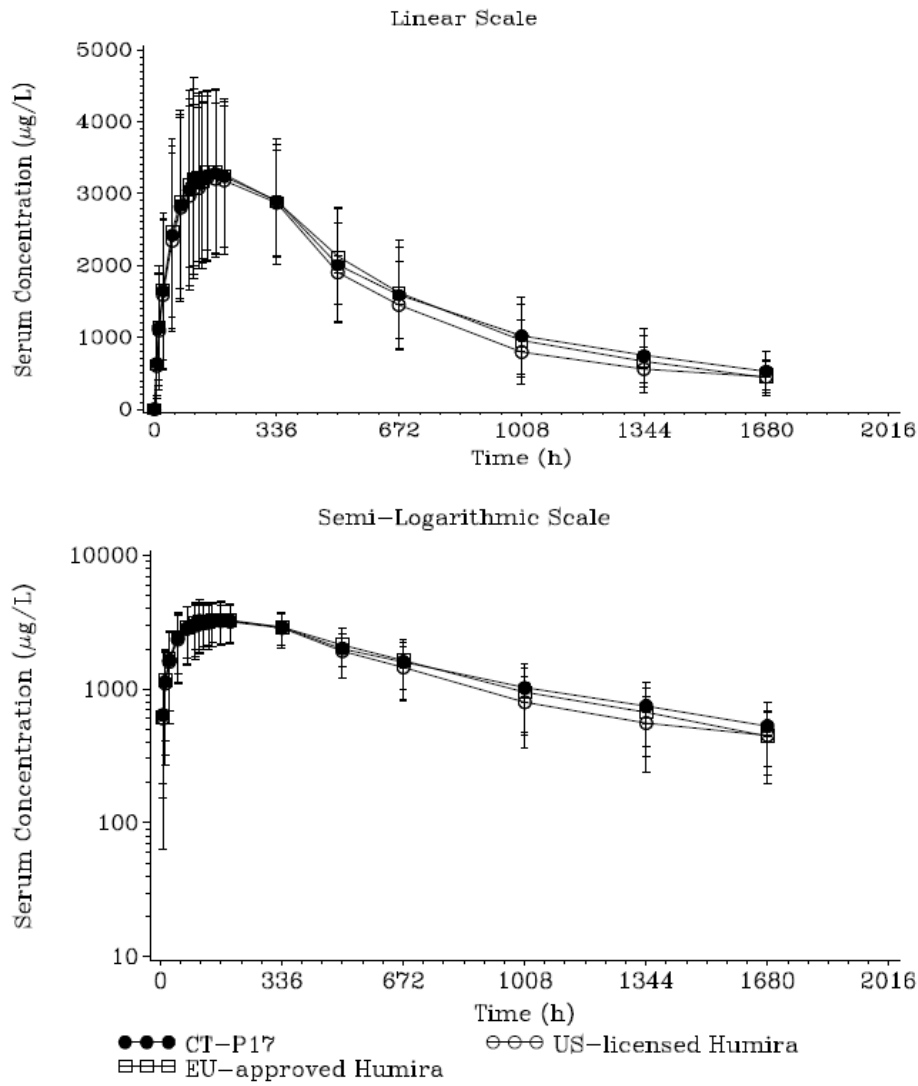 Linear Scale
Serum Concentration (µg/L)
5000
4000
3000
2000
1000
0
0 336 672 1008 1344 1680 2016
Time (h)
Semi-Logarithmic Scale
Serum Concentration (µg/L)
10000
1000
100
10
0 336 672 1008 1344 1680 2016
Time (h)
CT-P17 US-licensed Humira
EU-approved Humira